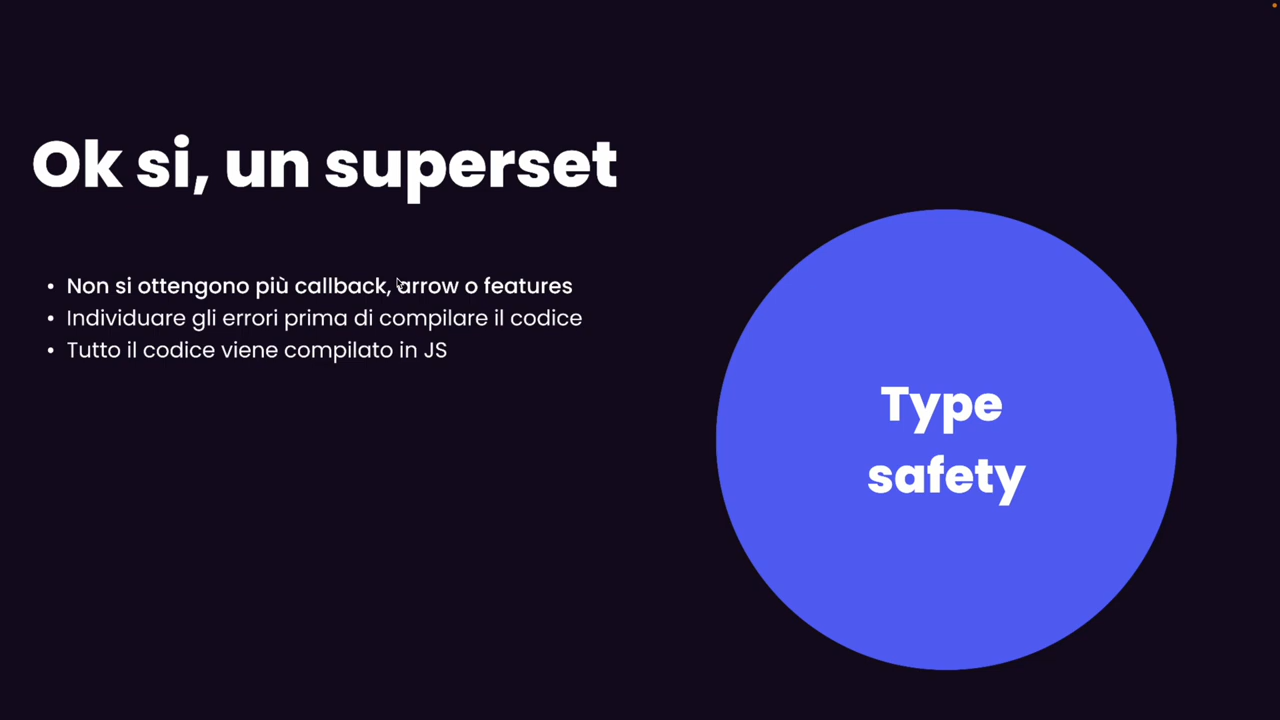 Ok si, un superset
• Non si ottengono più callback, arrow o features
• Individuare gli errori prima di compilare il codice
• Tutto il codice viene compilato in JS
Type
safety